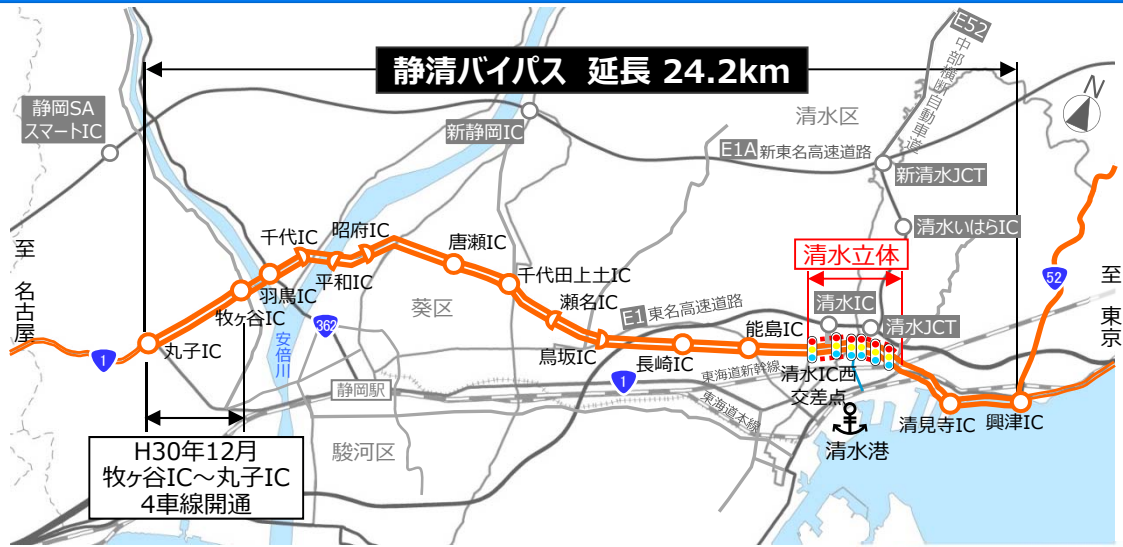 静清バイパス 延長 24.2km
E52
中部横断自動車道
N
静岡SA
スマートIC
新静岡IC
清水区
E1A 新東名高速道路
新清水JCT
清水いはらIC
千代IC
昭府IC
唐瀬IC
清水立体
52
至 名古屋
至 東京
平和IC
羽鳥IC
千代田上土IC
牧ヶ谷IC
葵区
瀬名IC
E1 東名高速道路
清水IC
清水JCT
362
安倍川
能島IC
1
丸子IC
鳥坂IC
長崎IC
東海道新幹線
清水IC西
交差点
静岡駅
1
東海道本線
清見寺IC
興津IC
清水港
駿河区
H30年12月
牧ヶ谷IC～丸子IC
4車線開通